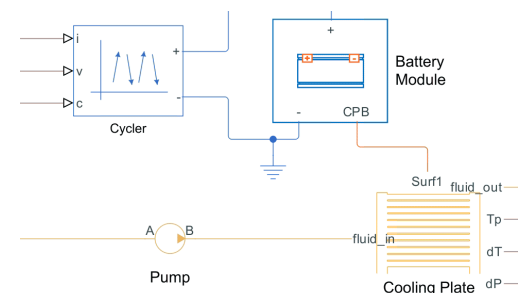 i
v
c
+
-
Cycler
+
+
-
-
CPB
Battery
Module
Surf1
fluid_out
Tp
dT
dP
A
B
fluid_in
Pump
Cooling Plate